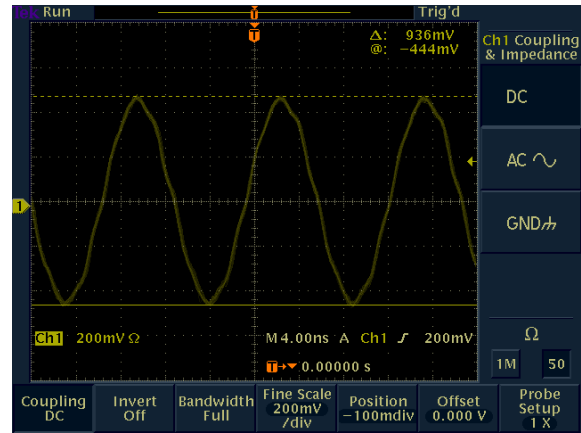 Tek Run
Trig'd
T
Δ: 936mV
@: -444mV
Ch1 Coupling
& Impedance
DC
AC
GND
1
Ch1 200mV Ω
M 4.00ns A Ch1 ∫ 200mV
T→▼ 0.00000 s
Ω
1M 50
Coupling
DC
Invert
Off
Bandwidth
Full
Fine Scale
200mV
/div
Position
-100mdiv
Offset
0.000 V
Probe
Setup
1 X